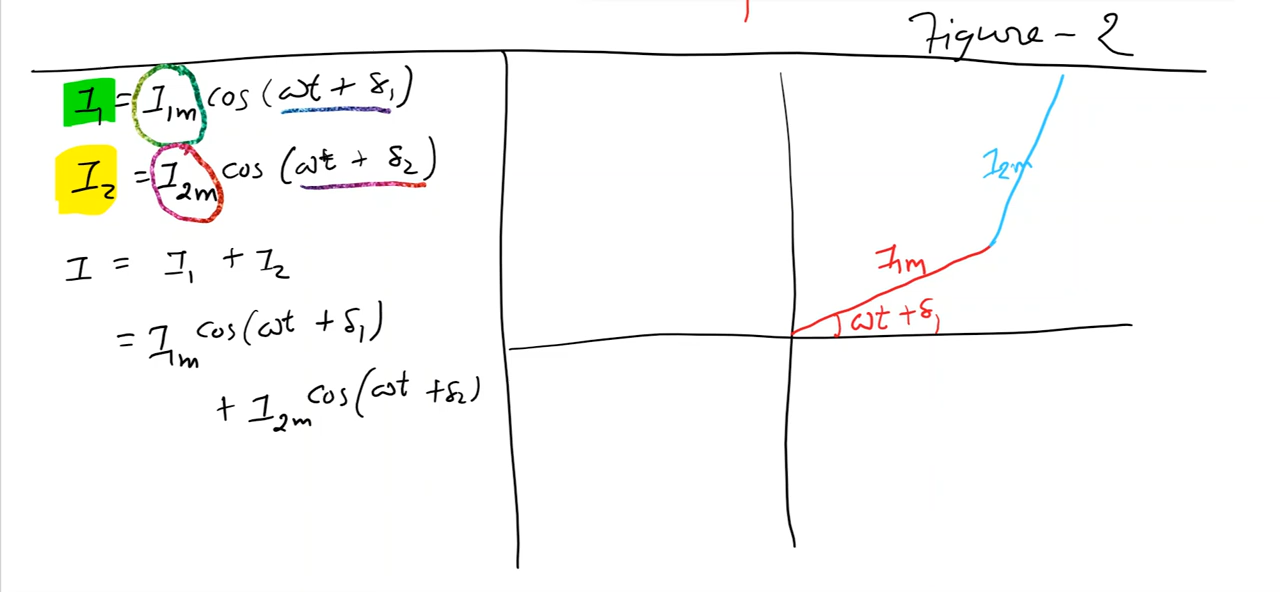 Figure - 2
I₁ = I₁m cos (ωt + δ₁)
I₂ = I₂m cos (ωt + δ₂)
I = I₁ + I₂
= I₁m cos(ωt + δ₁)
+ I₂m cos(ωt + δ₂)
I₂m
I₁m
ωt + δ₁